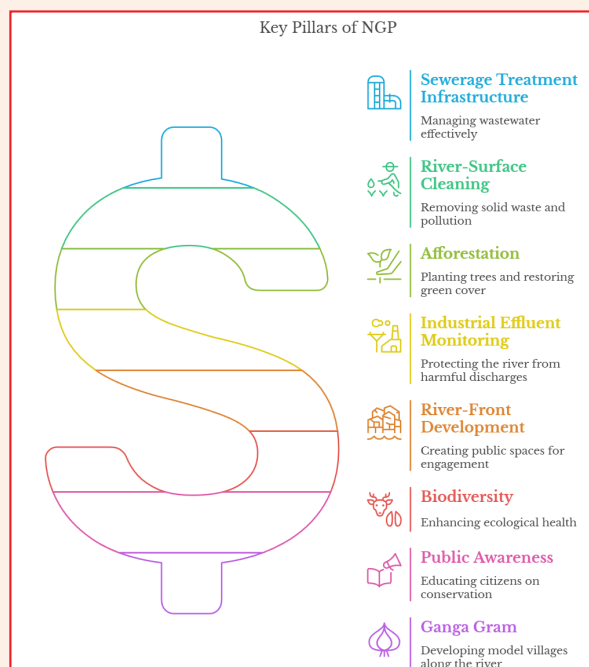 Key Pillars of NGP
Sewerage Treatment
Infrastructure
Managing wastewater
effectively
River-Surface
Cleaning
Removing solid waste and
pollution
Afforestation
Planting trees and restoring
green cover
Industrial Effluent
Monitoring
Protecting the river from
harmful discharges
River-Front
Development
Creating public spaces for
engagement
Biodiversity
Enhancing ecological health
Public Awareness
Educating citizens on
conservation
Ganga Gram
Developing model villages
along the river